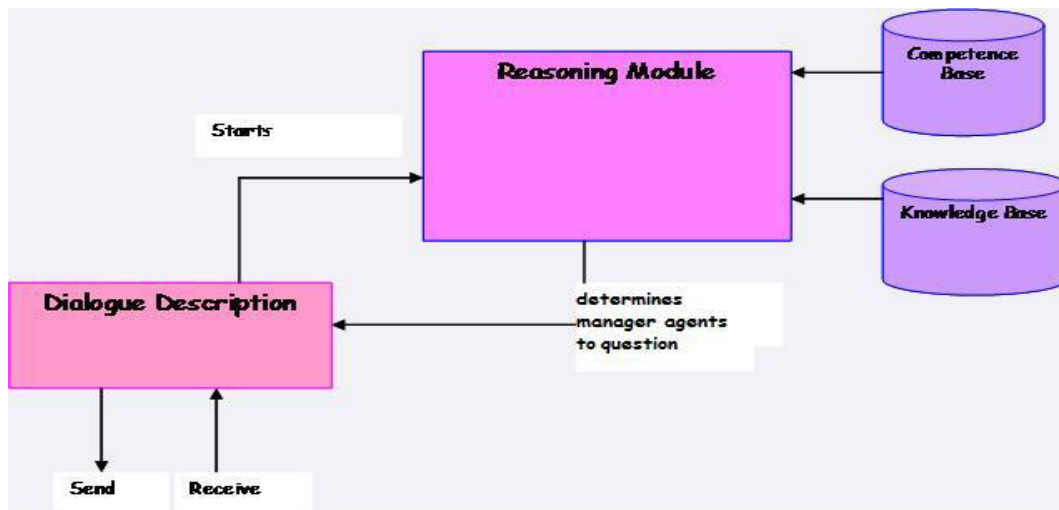 Competence
Base
Reasoning Module
Starts
Knowledge Base
Dialogue Description
determines
manager agents
to question
Send
Receive